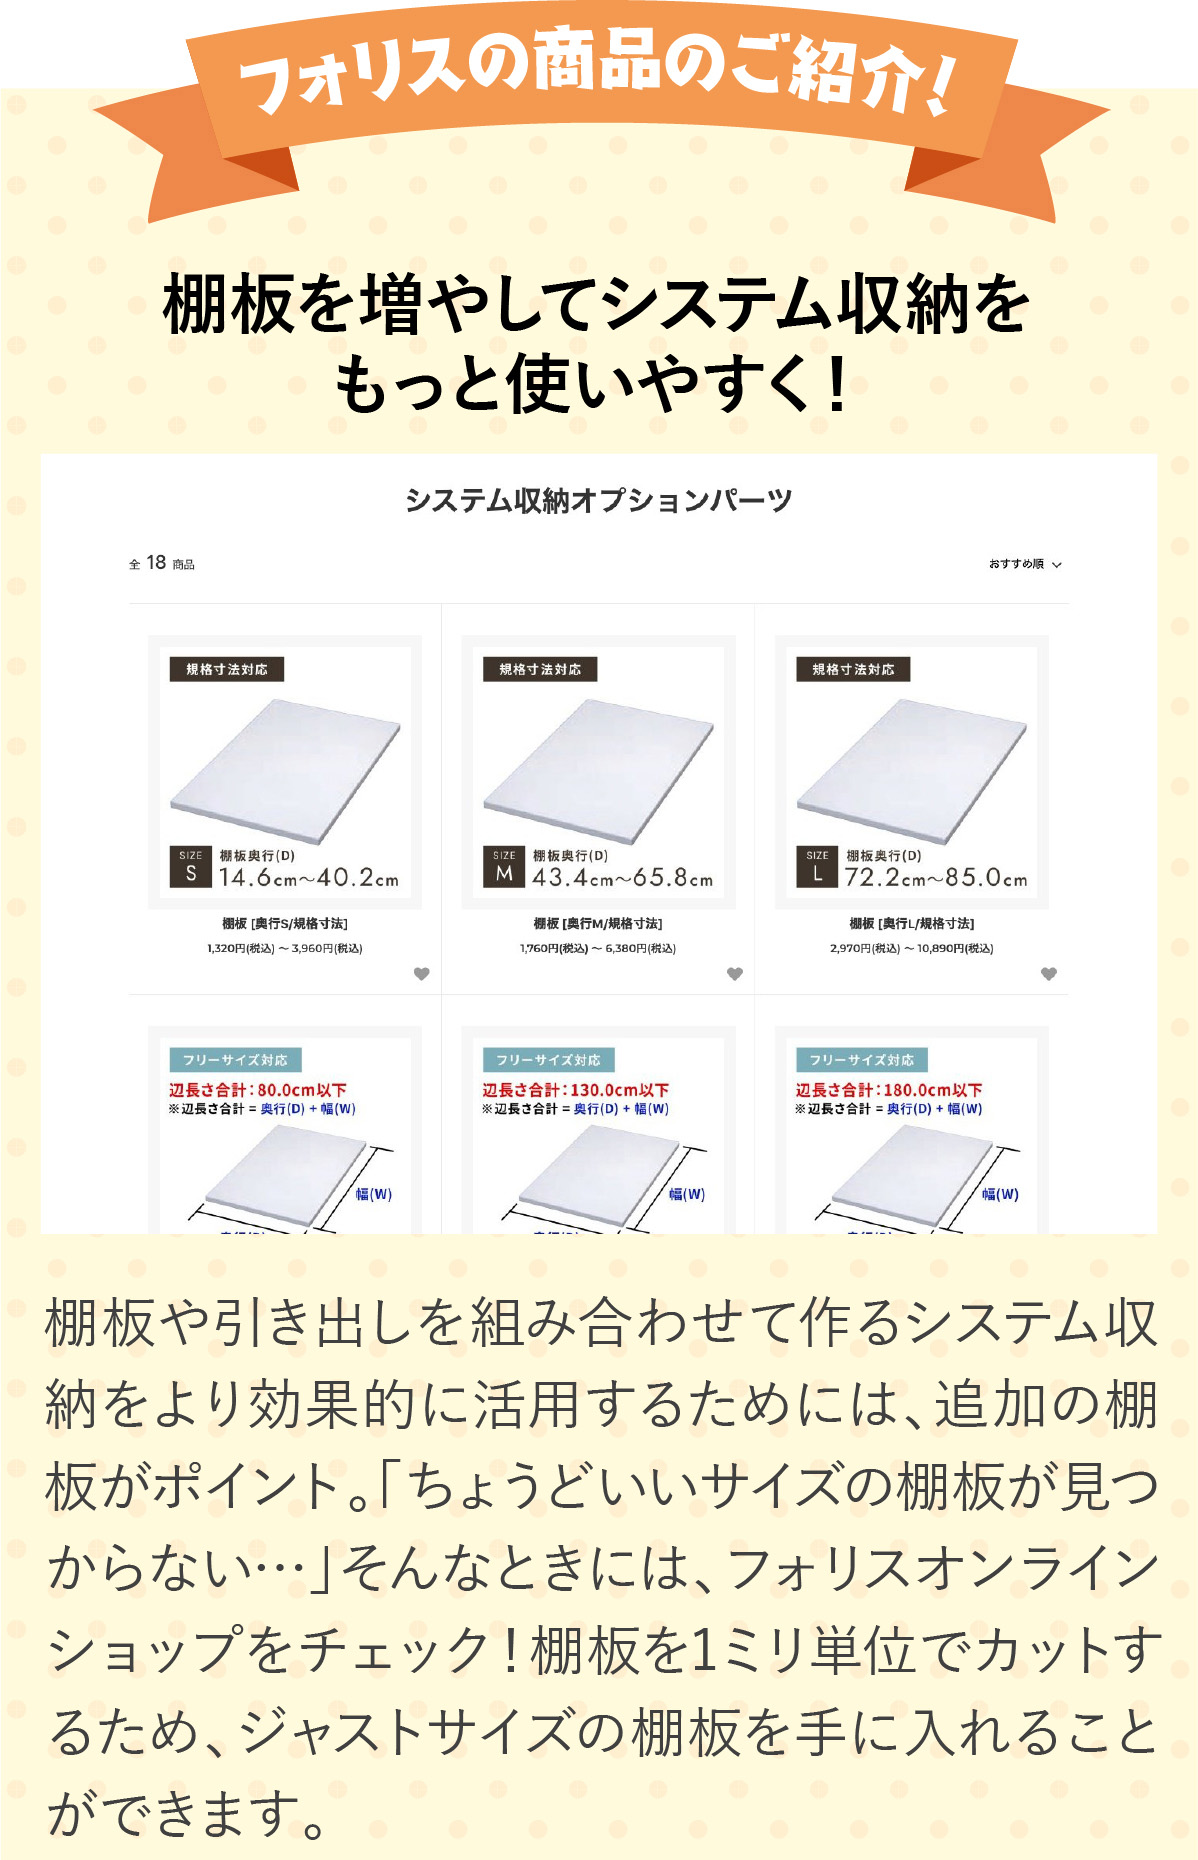 フォリスの商品のご紹介！
棚板を増やしてシステム収納を
もっと使いやすく！
システム収納オプションパーツ
全 18 商品
おすすめ順
規格寸法対応
規格寸法対応
規格寸法対応
SIZE S 棚板奥行(D)
14.6cm〜40.2cm
SIZE M 棚板奥行(D)
43.4cm〜65.8cm
SIZE L 棚板奥行(D)
72.2cm〜85.0cm
棚板 [奥行S/規格寸法]
1,320円(税込) 〜 3,960円(税込)
棚板 [奥行M/規格寸法]
1,760円(税込) 〜 6,380円(税込)
棚板 [奥行L/規格寸法]
2,970円(税込) 〜 10,890円(税込)
フリーサイズ対応
辺長さ合計：80.0cm以下
※辺長さ合計 = 奥行(D) + 幅(W)
幅(W)
フリーサイズ対応
辺長さ合計：130.0cm以下
※辺長さ合計 = 奥行(D) + 幅(W)
幅(W)
フリーサイズ対応
辺長さ合計：180.0cm以下
※辺長さ合計 = 奥行(D) + 幅(W)
幅(W)
棚板や引き出しを組み合わせて作るシステム収
納をより効果的に活用するためには、追加の棚
板がポイント。「ちょうどいいサイズの棚板が見つ
からない…」そんなときには、フォリスオンライン
ショップをチェック！棚板を1ミリ単位でカットす
るため、ジャストサイズの棚板を手に入れること
ができます。